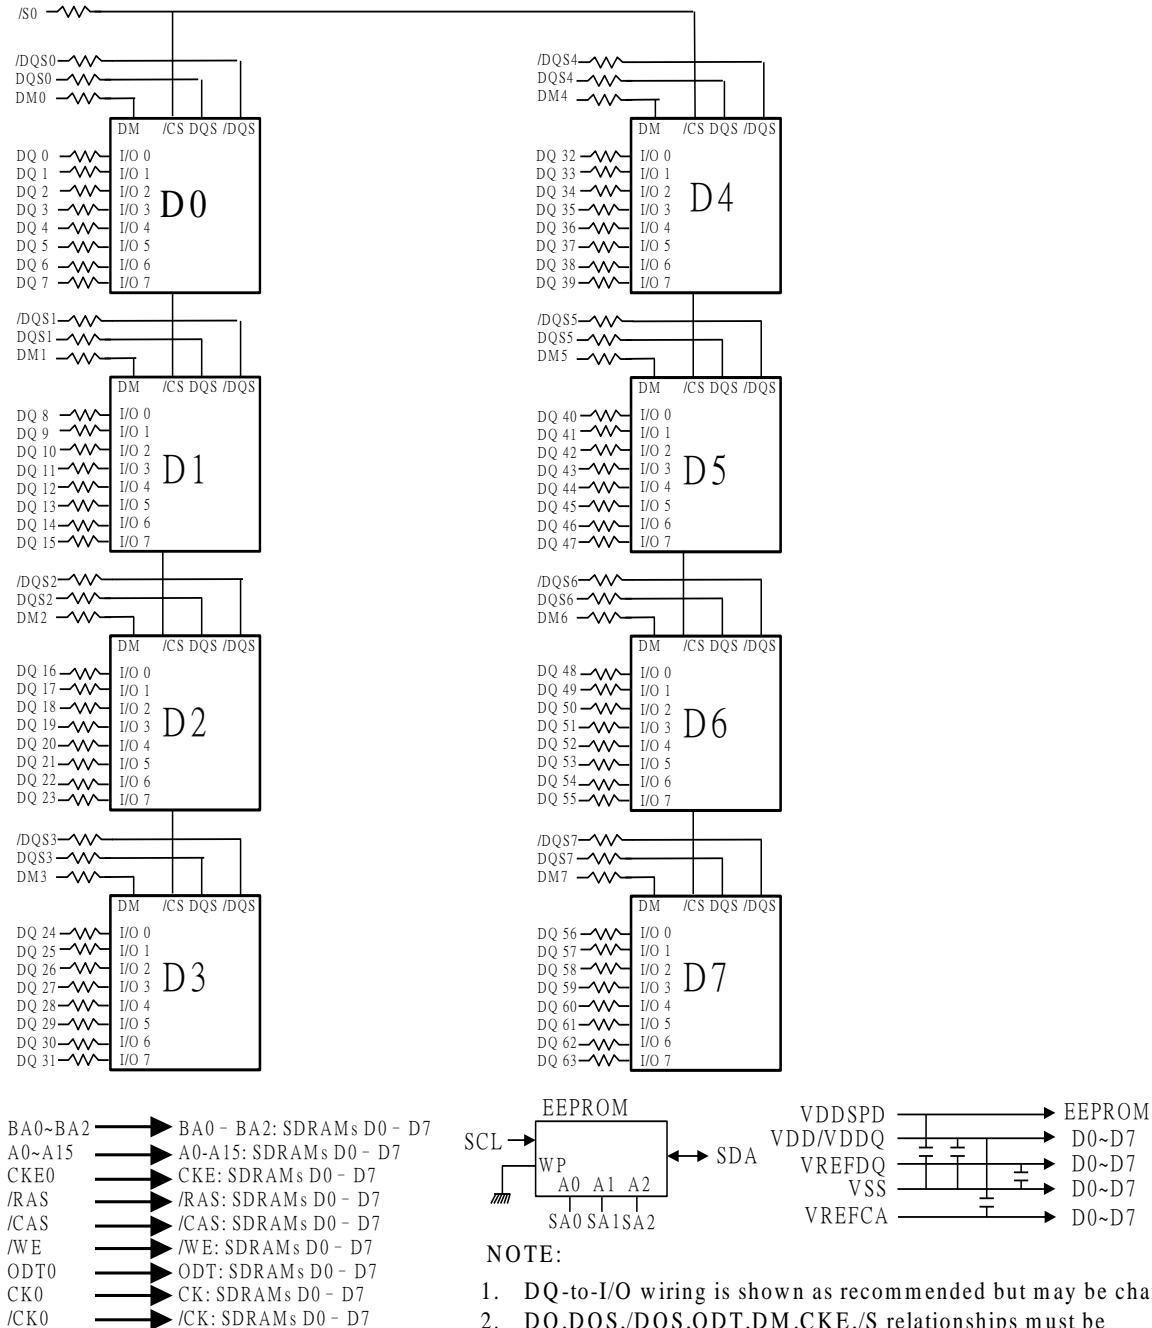 /S0
/DQS0
DQS0
DM0
DM /CS DQS /DQS
DQ 0 I/O 0
DQ 1 I/O 1
DQ 2 I/O 2
DQ 3 I/O 3
DQ 4 I/O 4
DQ 5 I/O 5
DQ 6 I/O 6
DQ 7 I/O 7
D0
/DQS1
DQS1
DM1
DM /CS DQS /DQS
DQ 8 I/O 0
DQ 9 I/O 1
DQ 10 I/O 2
DQ 11 I/O 3
DQ 12 I/O 4
DQ 13 I/O 5
DQ 14 I/O 6
DQ 15 I/O 7
D1
/DQS2
DQS2
DM2
DM /CS DQS /DQS
DQ 16 I/O 0
DQ 17 I/O 1
DQ 18 I/O 2
DQ 19 I/O 3
DQ 20 I/O 4
DQ 21 I/O 5
DQ 22 I/O 6
DQ 23 I/O 7
D2
/DQS3
DQS3
DM3
DM /CS DQS /DQS
DQ 24 I/O 0
DQ 25 I/O 1
DQ 26 I/O 2
DQ 27 I/O 3
DQ 28 I/O 4
DQ 29 I/O 5
DQ 30 I/O 6
DQ 31 I/O 7
D3
/DQS4
DQS4
DM4
DM /CS DQS /DQS
DQ 32 I/O 0
DQ 33 I/O 1
DQ 34 I/O 2
DQ 35 I/O 3
DQ 36 I/O 4
DQ 37 I/O 5
DQ 38 I/O 6
DQ 39 I/O 7
D4
/DQS5
DQS5
DM5
DM /CS DQS /DQS
DQ 40 I/O 0
DQ 41 I/O 1
DQ 42 I/O 2
DQ 43 I/O 3
DQ 44 I/O 4
DQ 45 I/O 5
DQ 46 I/O 6
DQ 47 I/O 7
D5
/DQS6
DQS6
DM6
DM /CS DQS /DQS
DQ 48 I/O 0
DQ 49 I/O 1
DQ 50 I/O 2
DQ 51 I/O 3
DQ 52 I/O 4
DQ 53 I/O 5
DQ 54 I/O 6
DQ 55 I/O 7
D6
/DQS7
DQS7
DM7
DM /CS DQS /DQS
DQ 56 I/O 0
DQ 57 I/O 1
DQ 58 I/O 2
DQ 59 I/O 3
DQ 60 I/O 4
DQ 61 I/O 5
DQ 62 I/O 6
DQ 63 I/O 7
D7
BA0~BA2 BA0 - BA2: SDRAMs D0 - D7
A0~A15 A0-A15: SDRAMs D0 - D7
CKE0 CKE: SDRAMs D0 - D7
/RAS /RAS: SDRAMs D0 - D7
/CAS /CAS: SDRAMs D0 - D7
/WE /WE: SDRAMs D0 - D7
ODT0 ODT: SDRAMs D0 - D7
CK0 CK: SDRAMs D0 - D7
/CK0 /CK: SDRAMs D0 - D7
EEPROM
SCL SDA
WP
A0 A1 A2
SA0 SA1 SA2
VDDSPD EEPROM
VDD/VDDQ D0~D7
VREFDQ D0~D7
VSS D0~D7
VREFCA D0~D7
NOTE:
1. DQ-to-I/O wiring is shown as recommended but may be cha
2. DQ,DQS,/DQS,ODT,DM,CKE,/S relationships must be